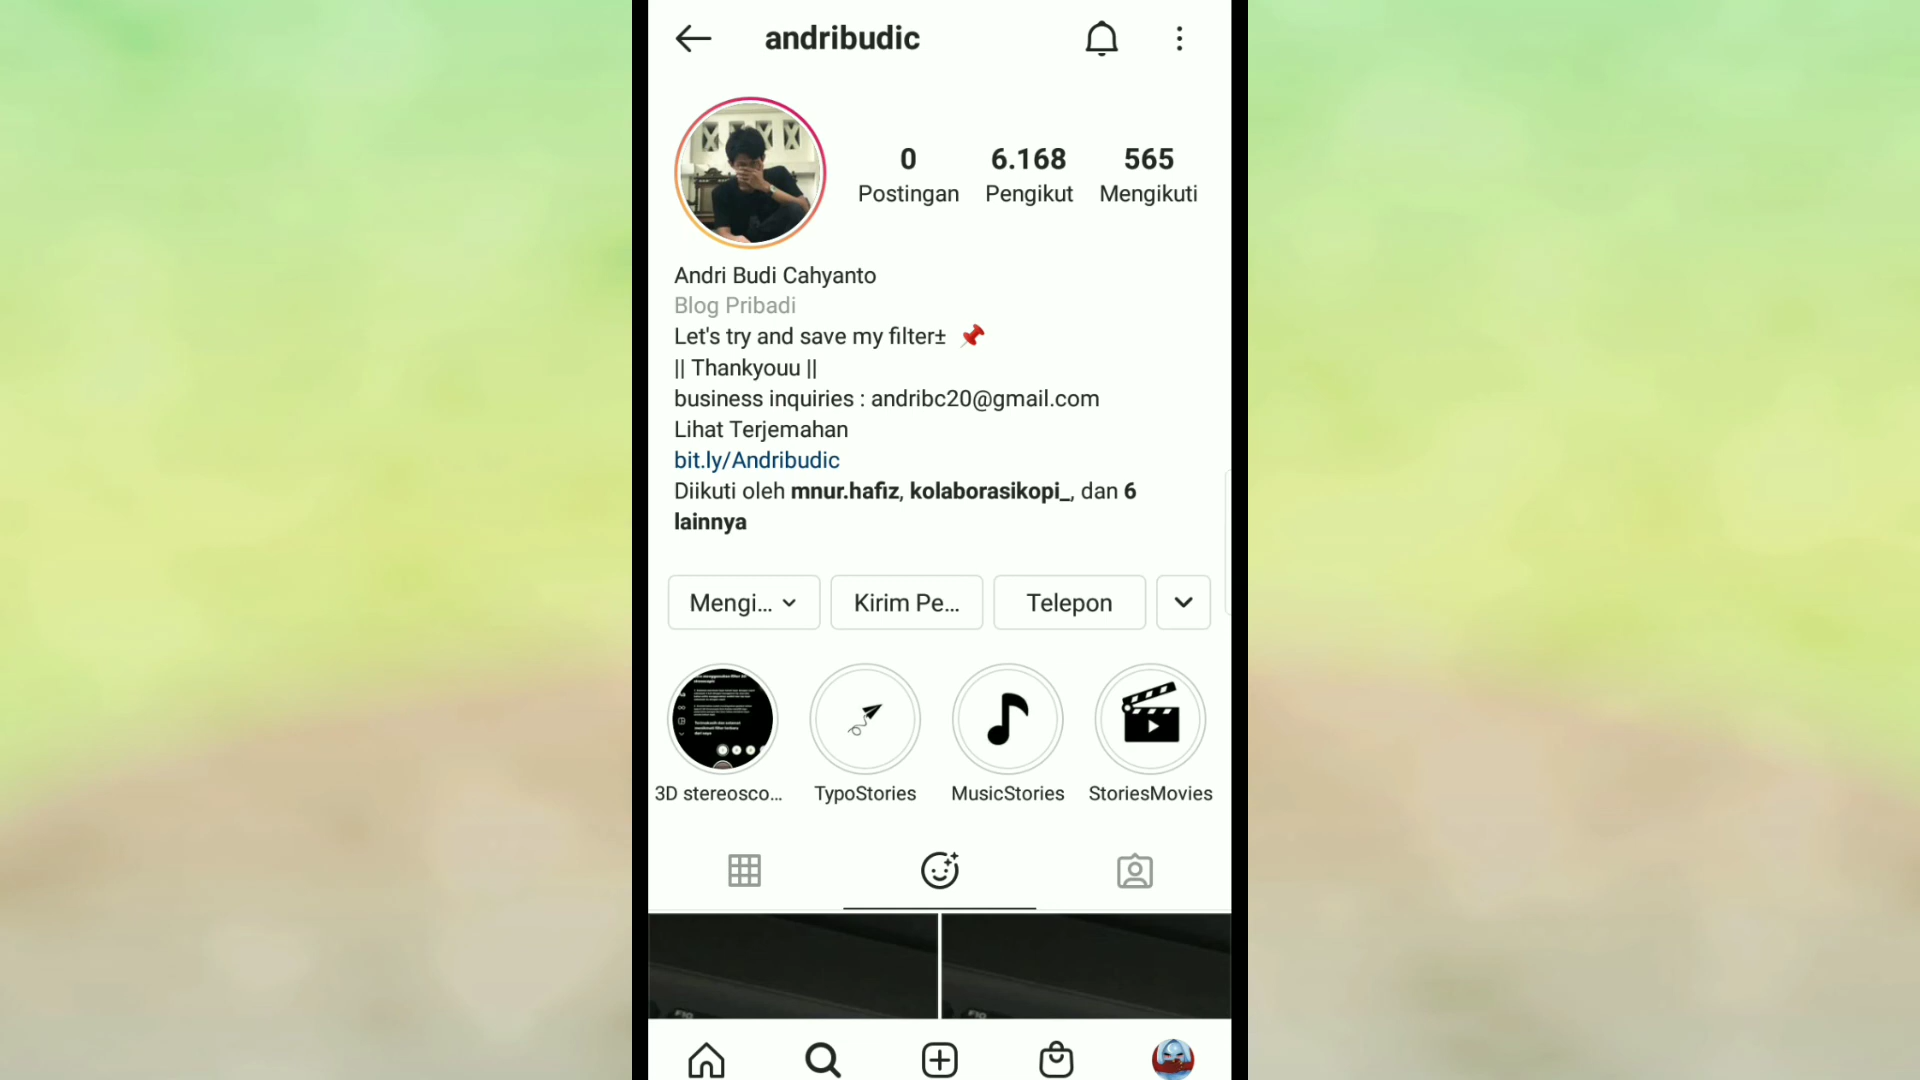 andribudic
0
6.168
565
Postingan
Pengikut
Mengikuti
Andri Budi Cahyanto
Blog Pribadi
Let's try and save my filter±
|| Thankyouu ||
business inquiries : andribc20@gmail.com
Lihat Terjemahan
bit.ly/Andribudic
Diikuti oleh mnur.hafiz, kolaborasikopi_, dan 6
lainnya
Mengi...
Kirim Pe...
Telepon
3D stereosco...
TypoStories
MusicStories
StoriesMovies